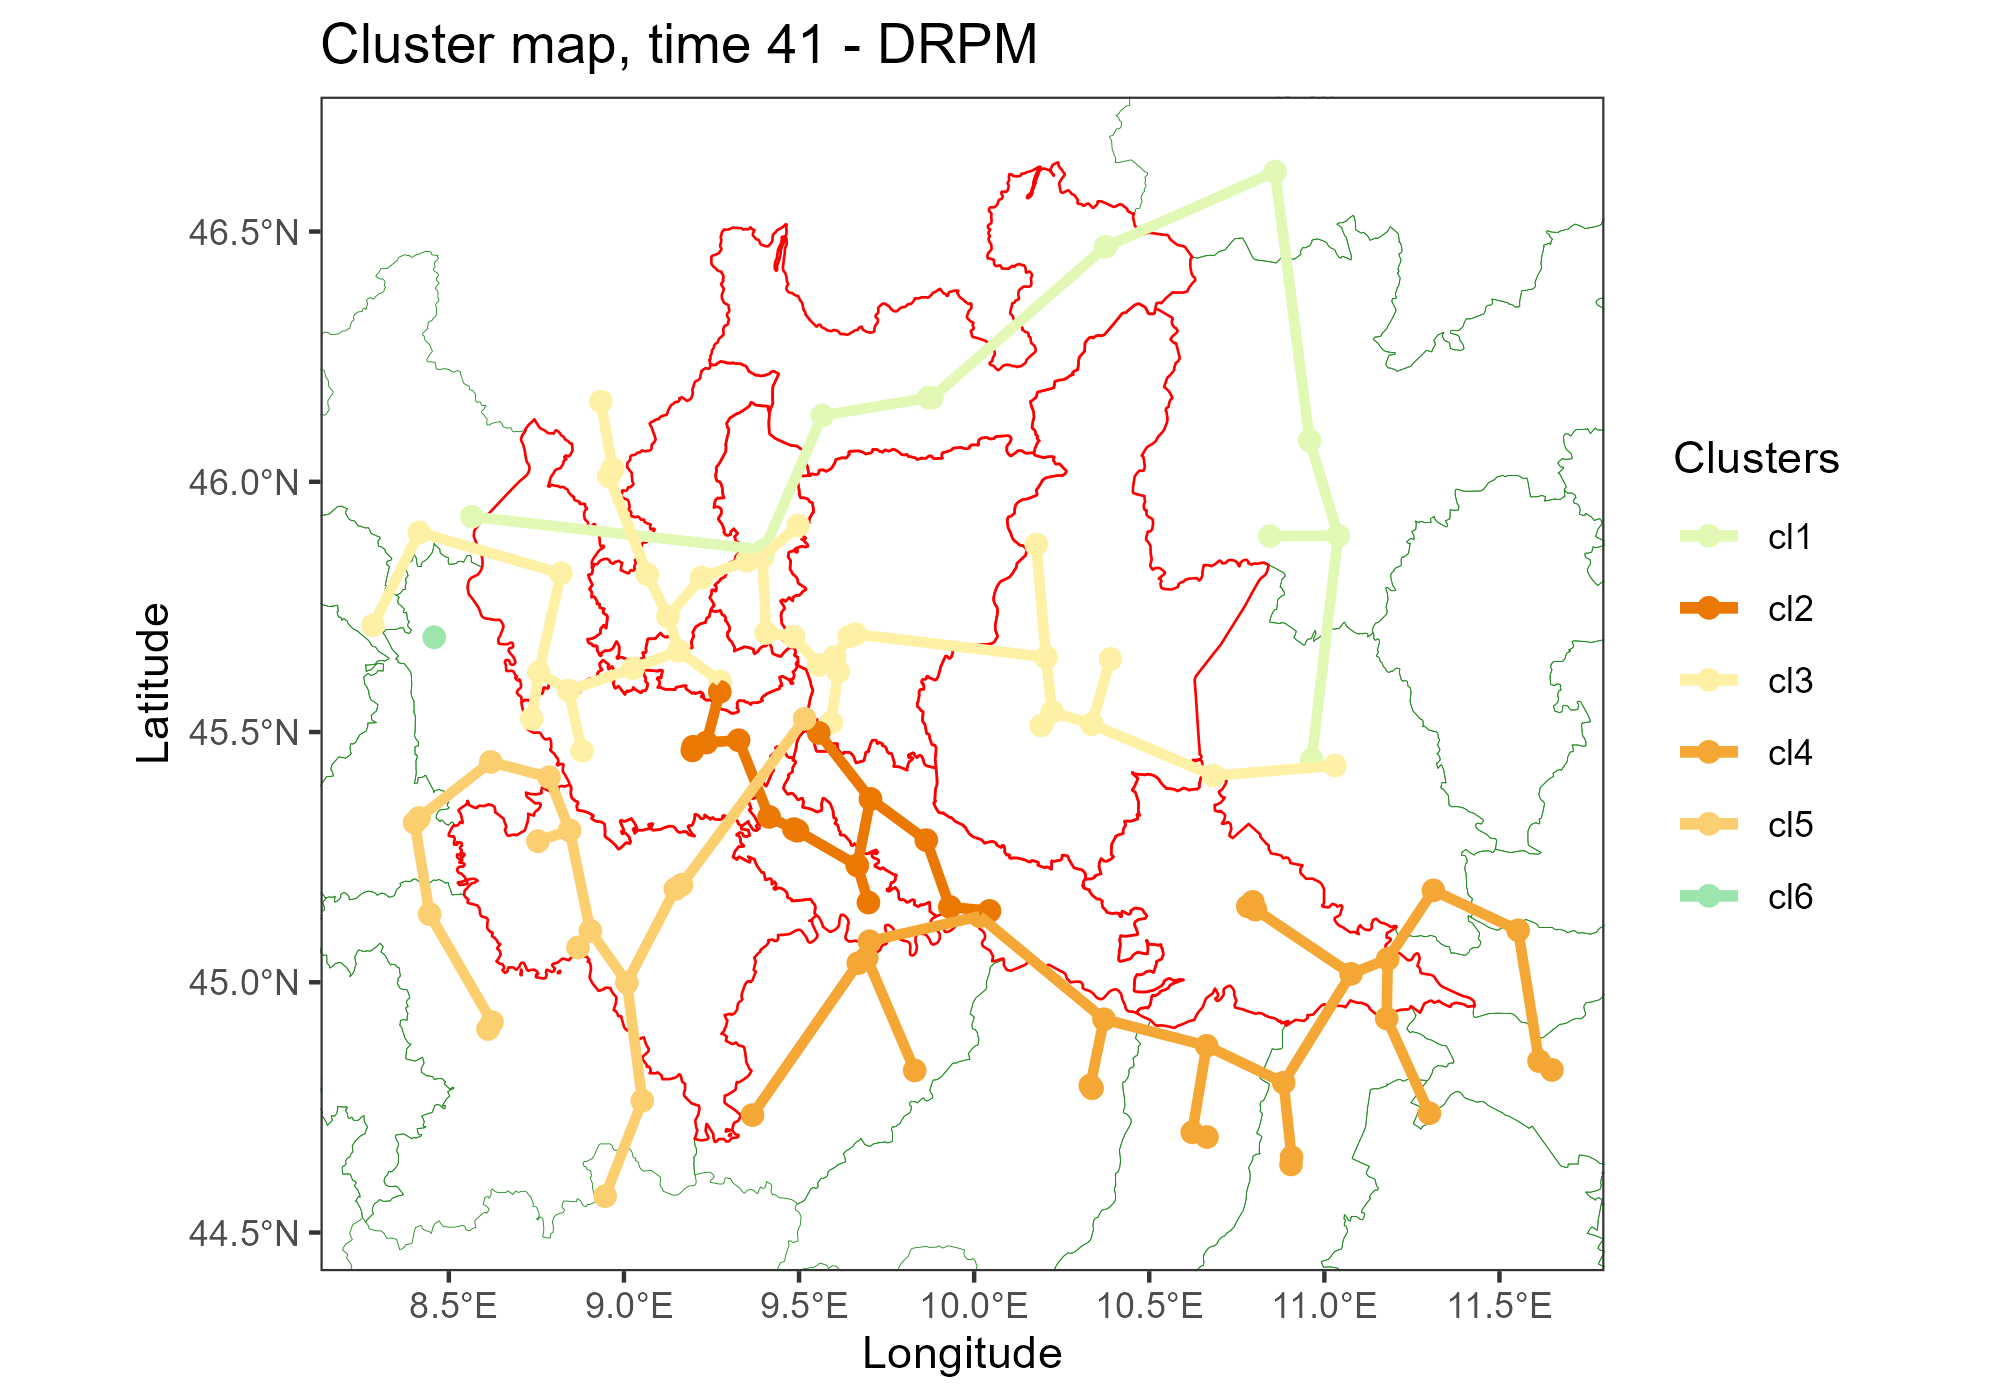 Cluster map, time 41 - DRPM
46.5°N
46.0°N
45.5°N
45.0°N
44.5°N
Latitude
8.5°E 9.0°E 9.5°E 10.0°E 10.5°E 11.0°E 11.5°E
Longitude
Clusters
cl1
cl2
cl3
cl4
cl5
cl6